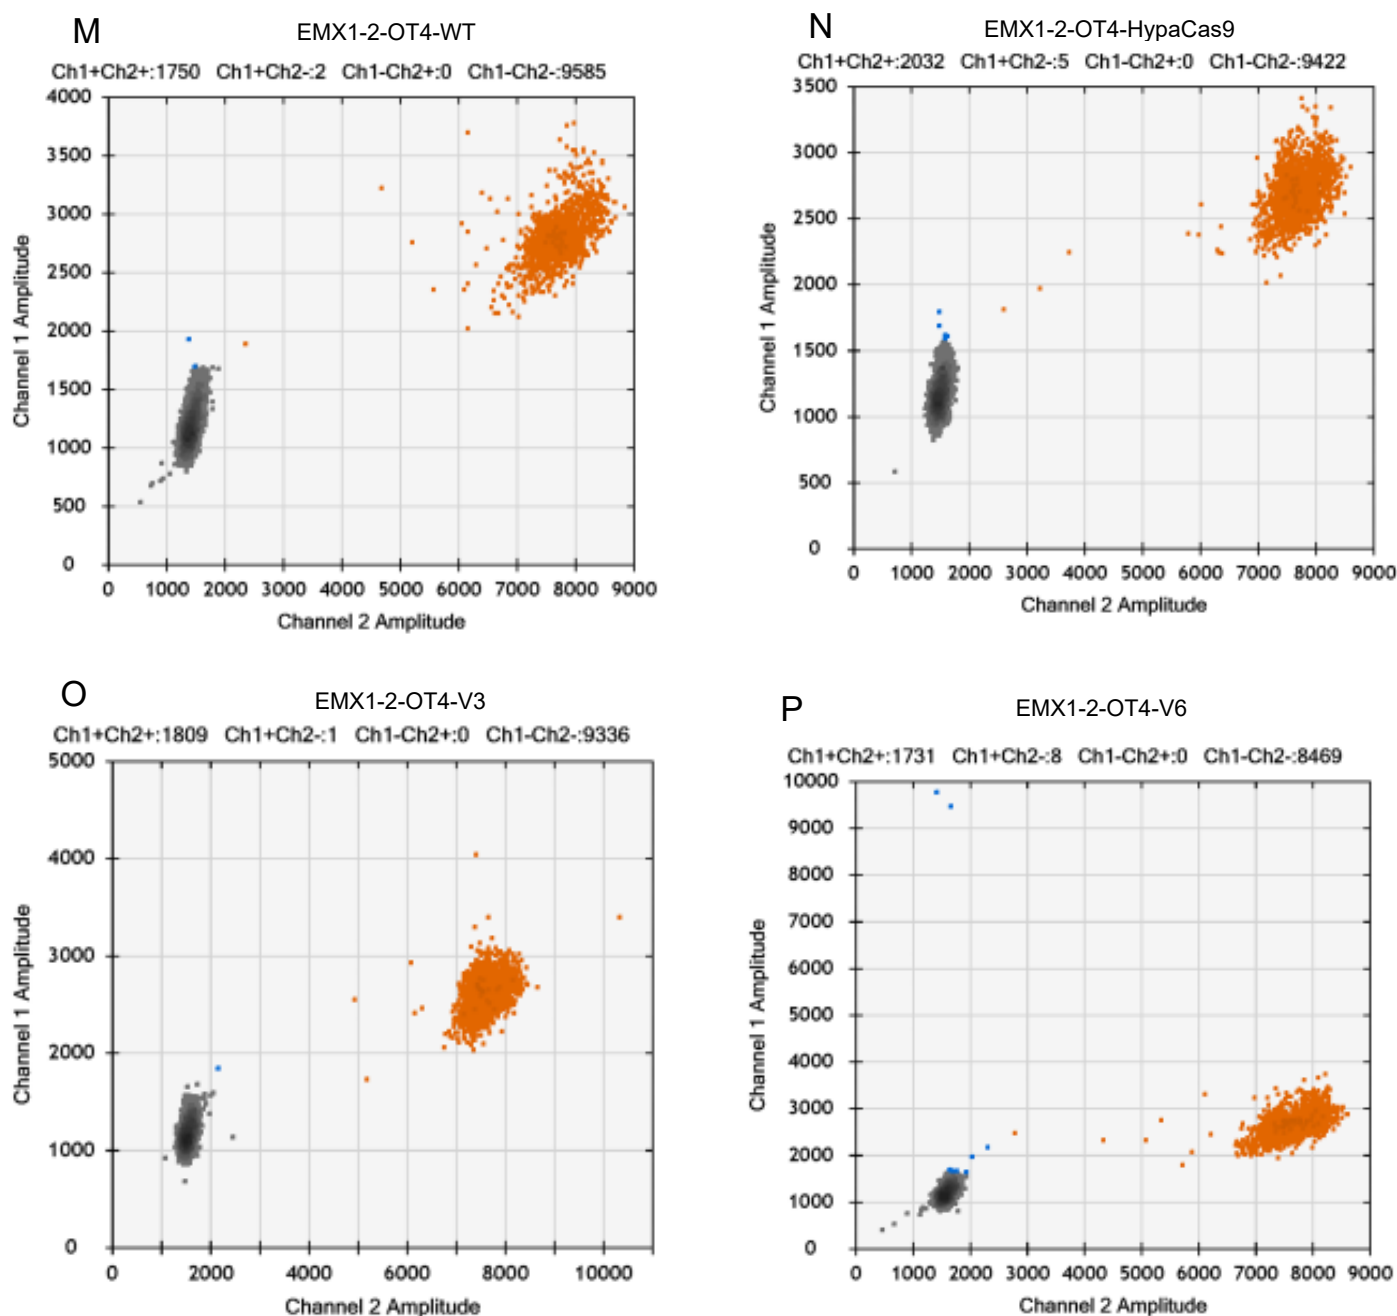 M
EMX1-2-OT4-WT
Ch1+Ch2+:1750 Ch1+Ch2-:2 Ch1-Ch2+:0 Ch1-Ch2-:9585
4000
3500
3000
2500
2000
1500
1000
500
0
0 1000 2000 3000 4000 5000 6000 7000 8000 9000
Channel 1 Amplitude
Channel 2 Amplitude
N
EMX1-2-OT4-HypaCas9
Ch1+Ch2+:2032 Ch1+Ch2-:5 Ch1-Ch2+:0 Ch1-Ch2-:9422
3500
3000
2500
2000
1500
1000
500
0
0 1000 2000 3000 4000 5000 6000 7000 8000 9000
Channel 1 Amplitude
Channel 2 Amplitude
O
EMX1-2-OT4-V3
Ch1+Ch2+:1809 Ch1+Ch2-:1 Ch1-Ch2+:0 Ch1-Ch2-:9336
5000
4000
3000
2000
1000
0
0 2000 4000 6000 8000 10000
Channel 1 Amplitude
Channel 2 Amplitude
P
EMX1-2-OT4-V6
Ch1+Ch2+:1731 Ch1+Ch2-:8 Ch1-Ch2+:0 Ch1-Ch2-:8469
10000
9000
8000
7000
6000
5000
4000
3000
2000
1000
0
0 1000 2000 3000 4000 5000 6000 7000 8000 9000
Channel 1 Amplitude
Channel 2 Amplitude